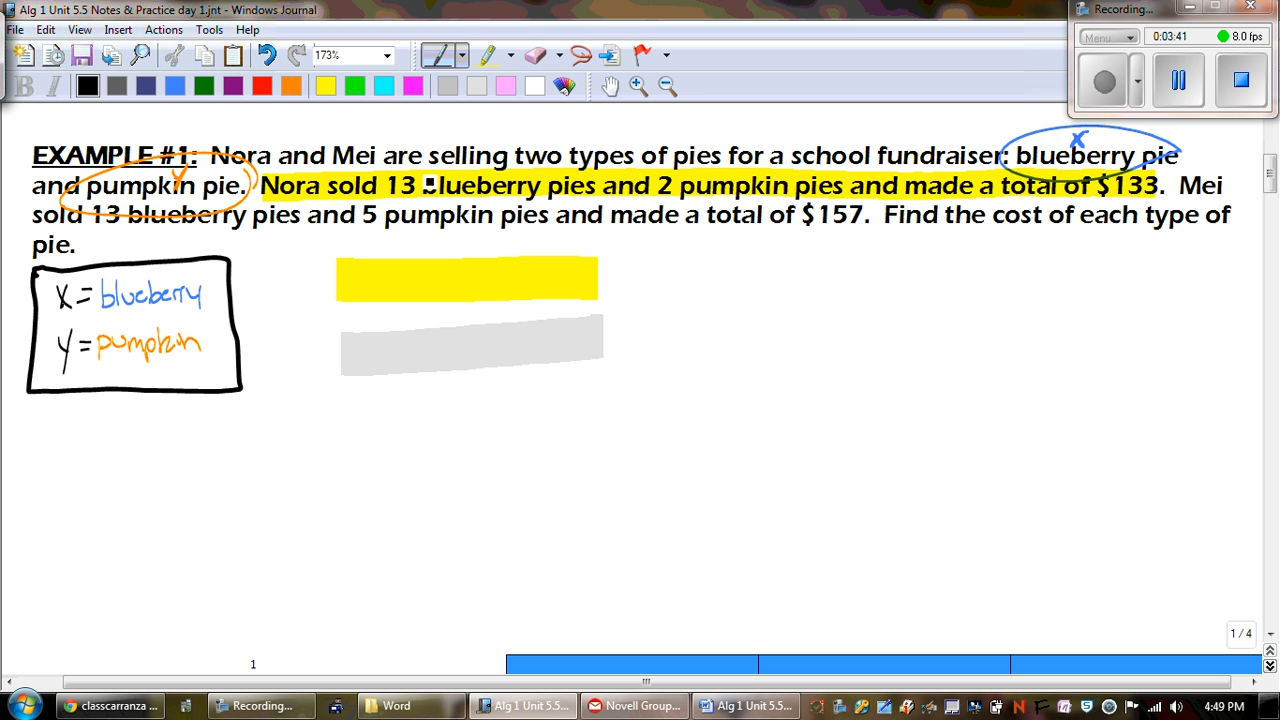 Alg 1 Unit 5.5 Notes & Practice day 1.jnt - Windows Journal
Recording...
File Edit View Insert Actions Tools Help
Menu
0:03:41
8.0 fps
173%
B I
EXAMPLE #1: Nora and Mei are selling two types of pies for a school fundraiser: blueberry pie
x
and pumpkin pie. Nora sold 13 blueberry pies and 2 pumpkin pies and made a total of $133. Mei
y
sold 13 blueberry pies and 5 pumpkin pies and made a total of $157. Find the cost of each type of
pie.
x = blueberry
y = pumpkin
1 / 4
1
classcarranza
Recording...
Word
Alg 1 Unit 5.5...
Novell Group...
Alg 1 Unit 5.5...
4:49 PM